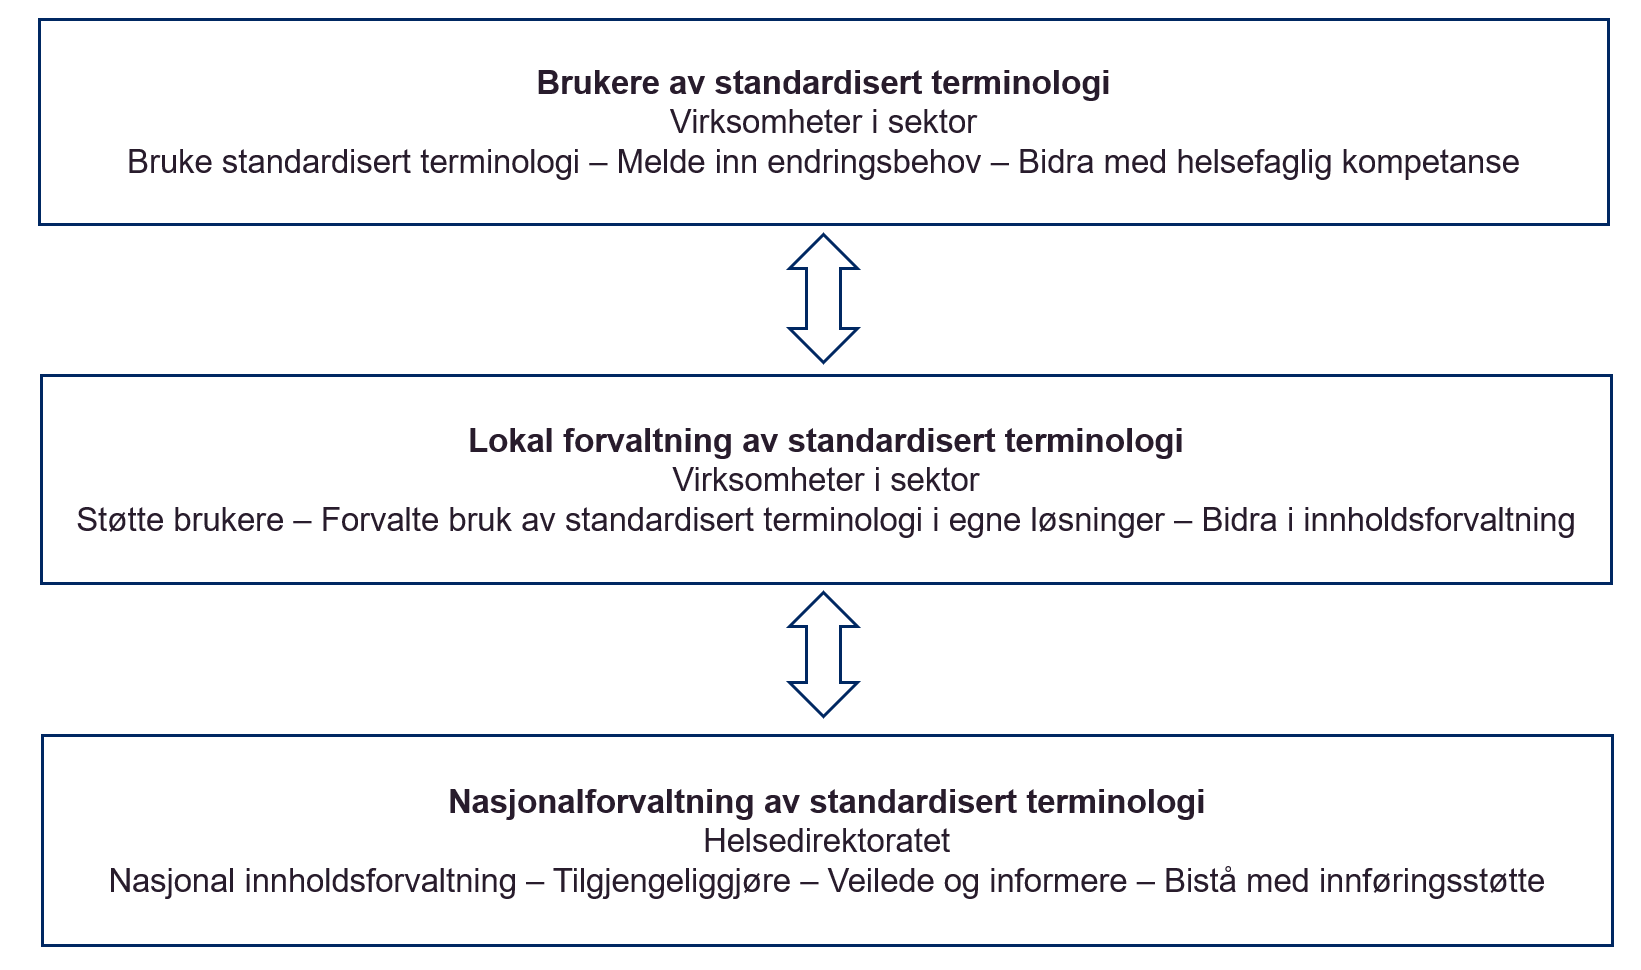 Brukere av standardisert terminologi
Virksomheter i sektor
Bruke standardisert terminologi – Melde inn endringsbehov – Bidra med helsefaglig kompetanse
Lokal forvaltning av standardisert terminologi
Virksomheter i sektor
Støtte brukere – Forvalte bruk av standardisert terminologi i egne løsninger – Bidra i innholdsforvaltning
Nasjonalforvaltning av standardisert terminologi
Helsedirektoratet
Nasjonal innholdsforvaltning – Tilgjengeliggjøre – Veilede og informere – Bistå med innføringsstøtte